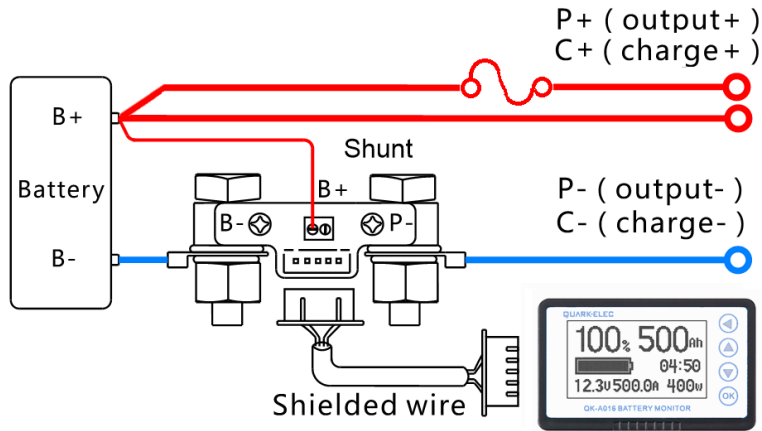 P+ ( output+ )
C+ ( charge+ )
B+
Shunt
Battery
B+
B-
P-
P- ( output- )
C- ( charge- )
B-
QUARK-ELEC
100% 500Ah
04:50
12.3V 500.0A 400w
OK
QK-A016 BATTERY MONITOR
Shielded wire